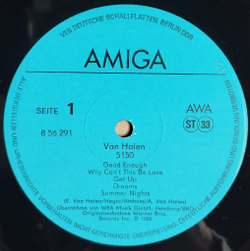 VEB DEUTSCHE SCHALLPLATTEN BERLIN DDR
AMIGA
SEITE 1
AWA
8 56 291
ST 33
Van Halen
5150
Good Enough
Why Can't This Be Love
Get Up
Dreams
Summer Nights
(E. Van Halen/Hagar/Anthony/A. Van Halen)
Übernahme von WEA Musik GmbH, Hamburg/BRD
Originalaufnahme Warner Bros.
Records Inc. ℗ 1986